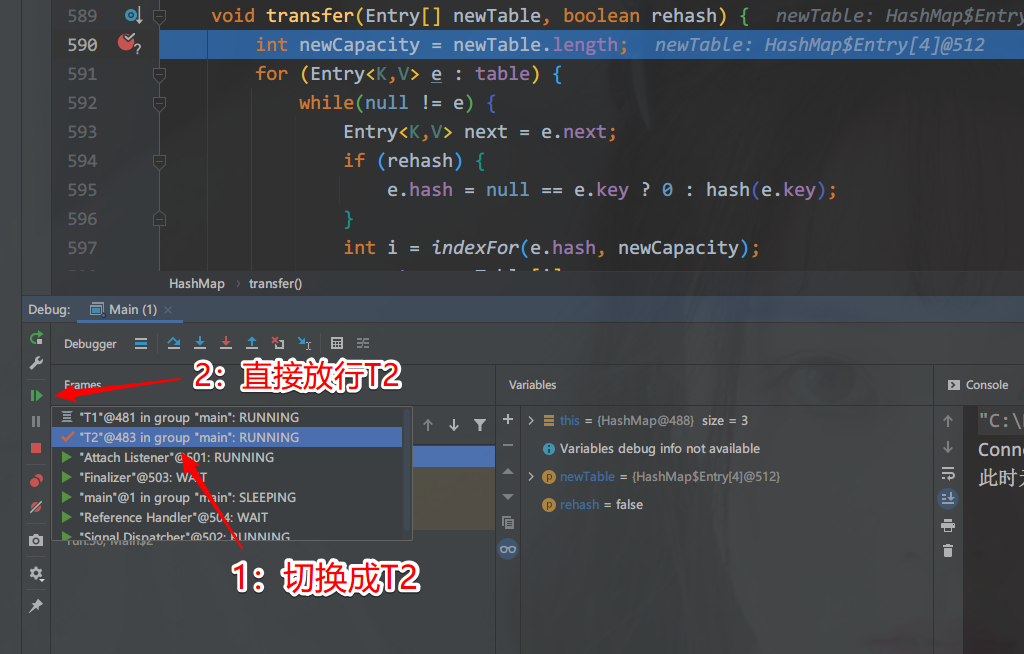 589 void transfer(Entry[] newTable, boolean rehash) { newTable: HashMap$Entry
590 int newCapacity = newTable.length; newTable: HashMap$Entry[4]@512
591 for (Entry<K,V> e : table) {
592 while(null != e) {
593 Entry<K,V> next = e.next;
594 if (rehash) {
595 e.hash = null == e.key ? 0 : hash(e.key);
596 }
597 int i = indexFor(e.hash, newCapacity);
HashMap › transfer()
Debug: Main (1)
Debugger
2：直接放行T2
Frames
Variables
Console
"T1"@481 in group "main": RUNNING
"T2"@483 in group "main": RUNNING
"Attach Listener"@501: RUNNING
"Finalizer"@503: WAIT
"main"@1 in group "main": SLEEPING
"Reference Handler"@504: WAIT
"Signal Dispatcher"@502: RUNNING
run:50, Main$2
this = {HashMap@488} size = 3
Variables debug info not available
newTable = {HashMap$Entry[4]@512}
rehash = false
"C:\
Conne
此时
1：切换成T2